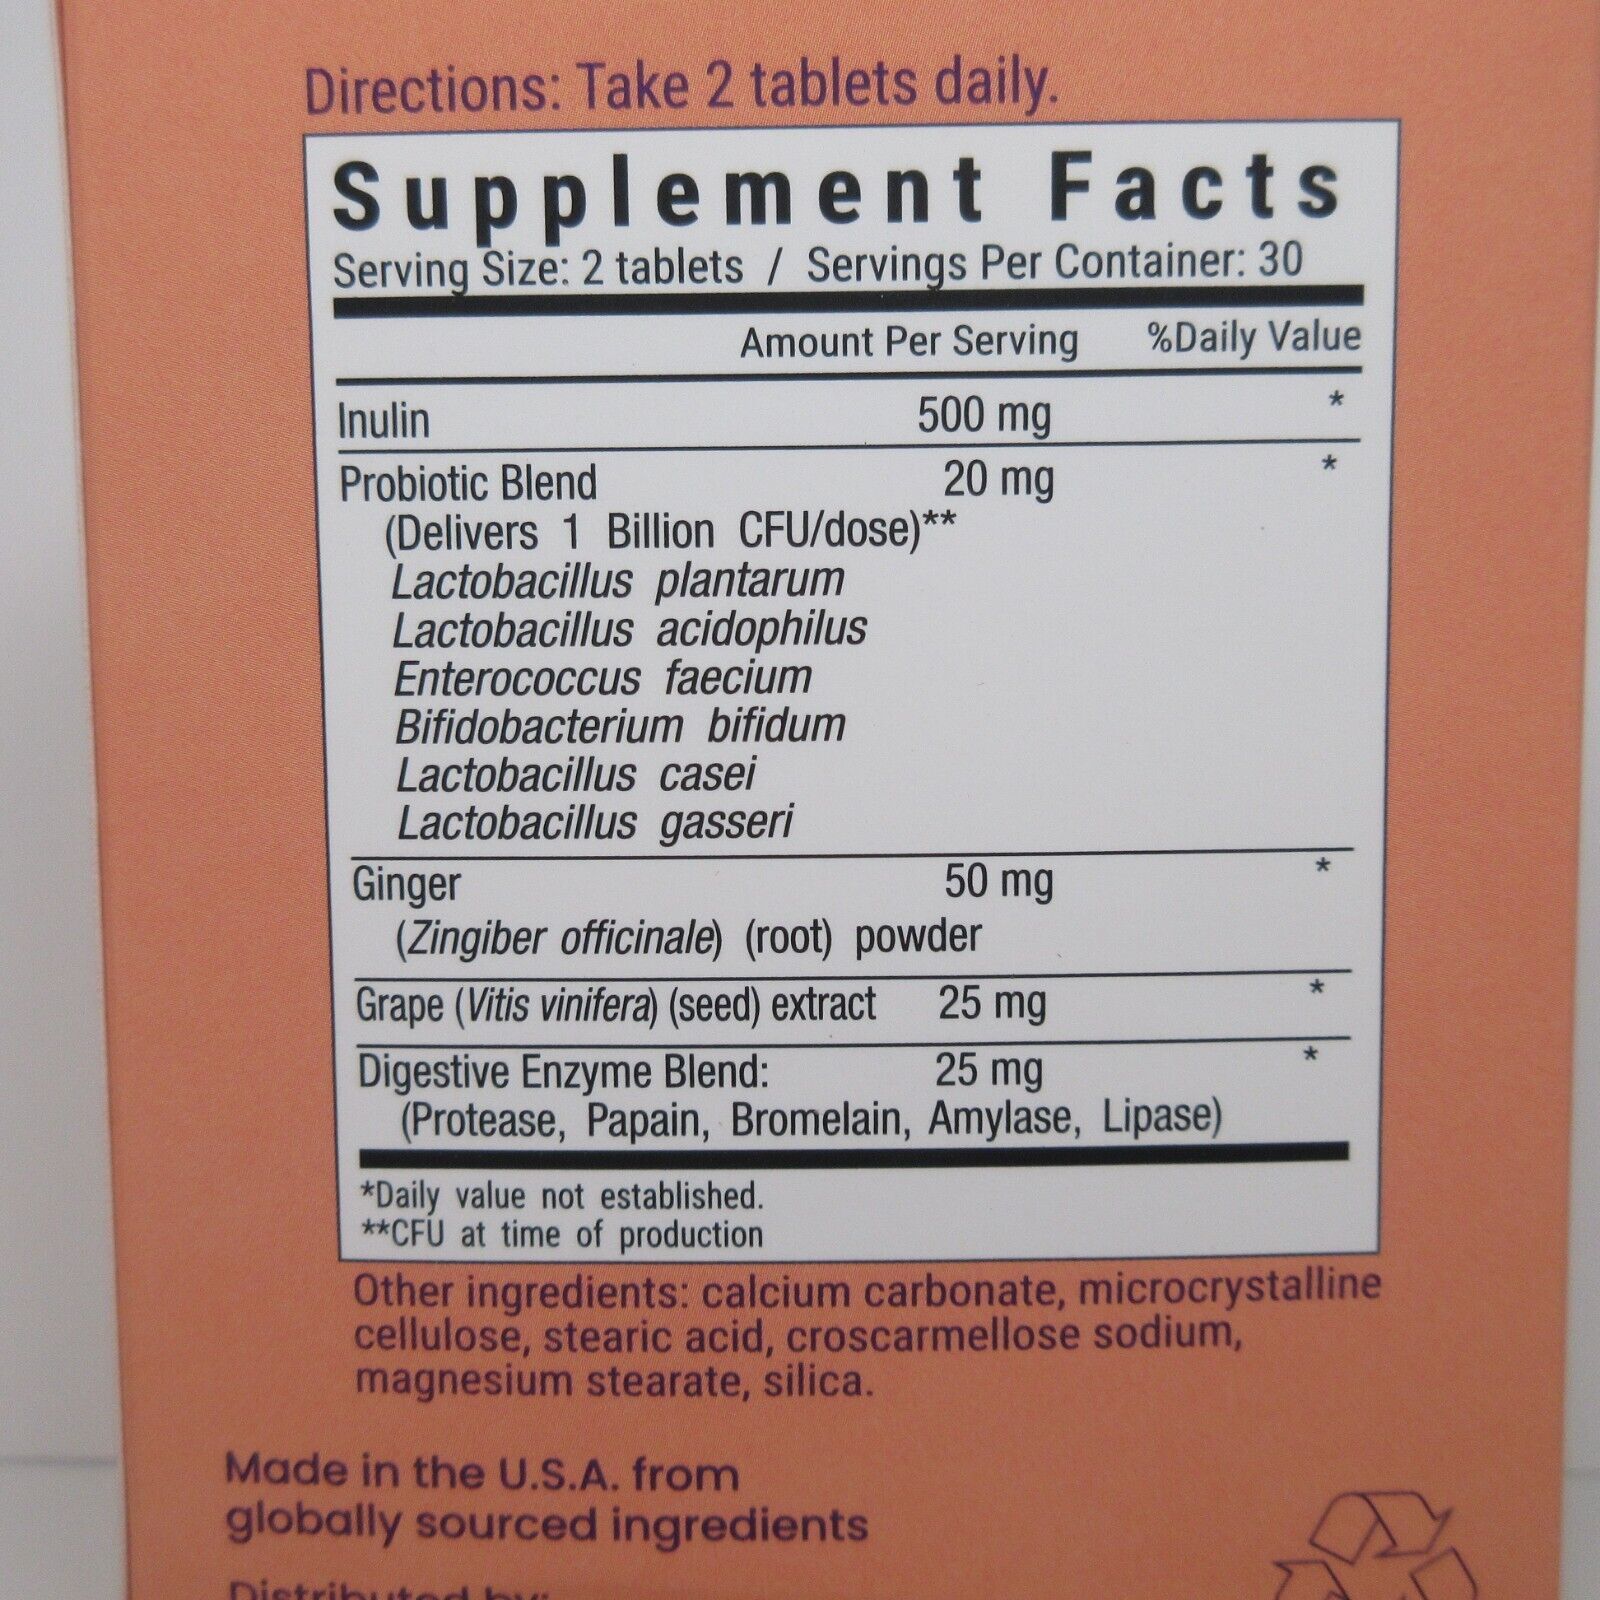 Directions: Take 2 tablets daily.
Supplement Facts
Serving Size: 2 tablets / Servings Per Container: 30
Amount Per Serving %Daily Value
Inulin 500 mg *
Probiotic Blend 20 mg *
(Delivers 1 Billion CFU/dose)**
Lactobacillus plantarum
Lactobacillus acidophilus
Enterococcus faecium
Bifidobacterium bifidum
Lactobacillus casei
Lactobacillus gasseri
Ginger 50 mg *
(Zingiber officinale) (root) powder
Grape (Vitis vinifera) (seed) extract 25 mg *
Digestive Enzyme Blend: 25 mg *
(Protease, Papain, Bromelain, Amylase, Lipase)
*Daily value not established.
**CFU at time of production
Other ingredients: calcium carbonate, microcrystalline
cellulose, stearic acid, croscarmellose sodium,
magnesium stearate, silica.
Made in the U.S.A. from
globally sourced ingredients
Distributed by: